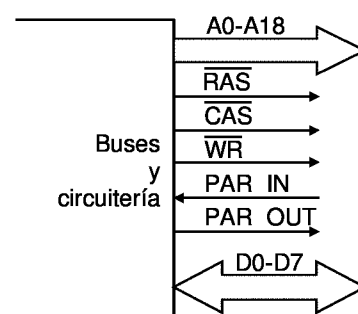 A0-A18
RAS
CAS
WR
PAR IN
PAR OUT
D0-D7
Buses
y
circuitería